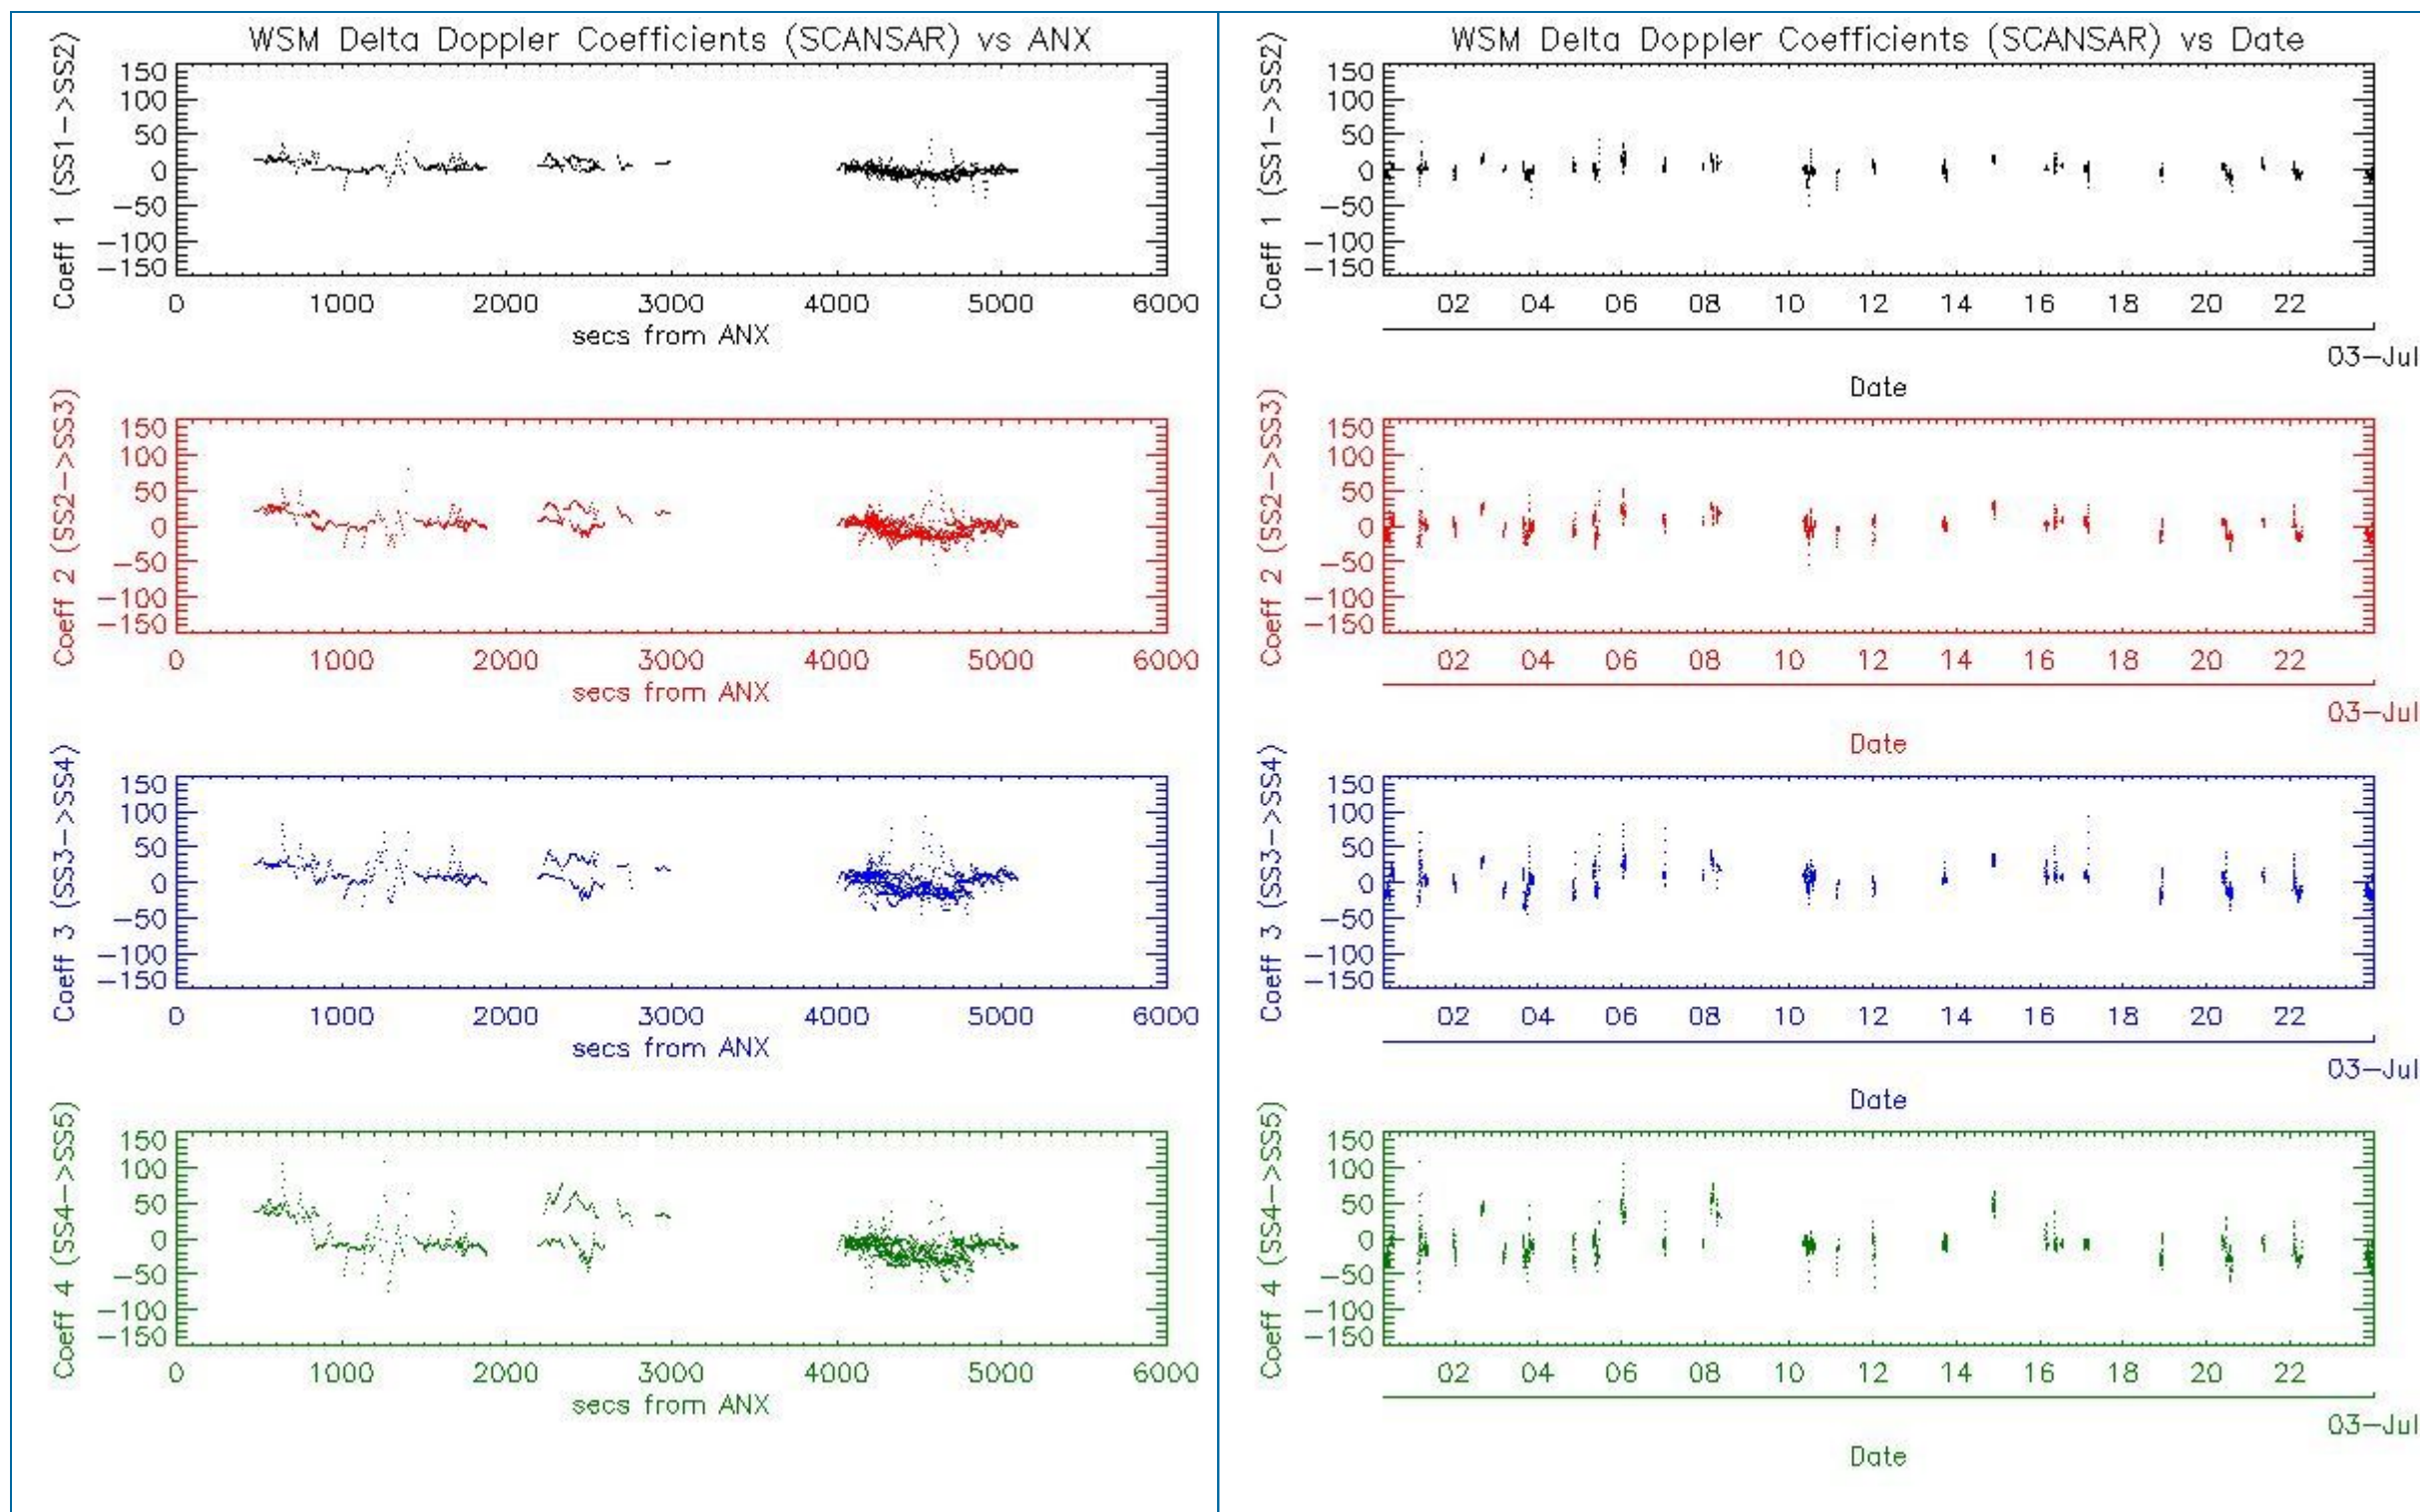 WSM Delta Doppler Coefficients (SCANSAR) vs ANX
Coeff 1 (SS1->SS2)
150
100
50
0
-50
-100
-150
0 1000 2000 3000 4000 5000 6000
secs from ANX
Coeff 2 (SS2->SS3)
150
100
50
0
-50
-100
-150
0 1000 2000 3000 4000 5000 6000
secs from ANX
Coeff 3 (SS3->SS4)
150
100
50
0
-50
-100
-150
0 1000 2000 3000 4000 5000 6000
secs from ANX
Coeff 4 (SS4->SS5)
150
100
50
0
-50
-100
-150
0 1000 2000 3000 4000 5000 6000
secs from ANX
WSM Delta Doppler Coefficients (SCANSAR) vs Date
Coeff 1 (SS1->SS2)
150
100
50
0
-50
-100
-150
02 04 06 08 10 12 14 16 18 20 22
03-Jul
Date
Coeff 2 (SS2->SS3)
150
100
50
0
-50
-100
-150
02 04 06 08 10 12 14 16 18 20 22
03-Jul
Date
Coeff 3 (SS3->SS4)
150
100
50
0
-50
-100
-150
02 04 06 08 10 12 14 16 18 20 22
03-Jul
Date
Coeff 4 (SS4->SS5)
150
100
50
0
-50
-100
-150
02 04 06 08 10 12 14 16 18 20 22
03-Jul
Date